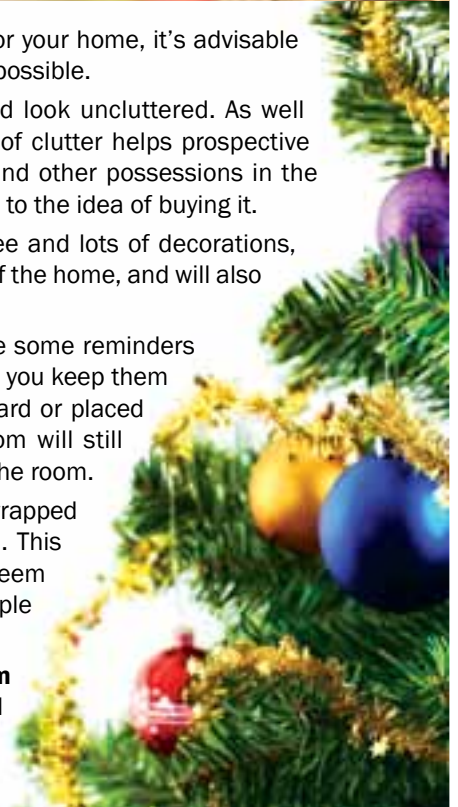 or your home, it’s advisable
possible.
d look uncluttered. As well
of clutter helps prospective
nd other possessions in the
to the idea of buying it.
ee and lots of decorations,
f the home, and will also
e some reminders
you keep them
ard or placed
om will still
he room.
rapped
. This
eem
ple
m